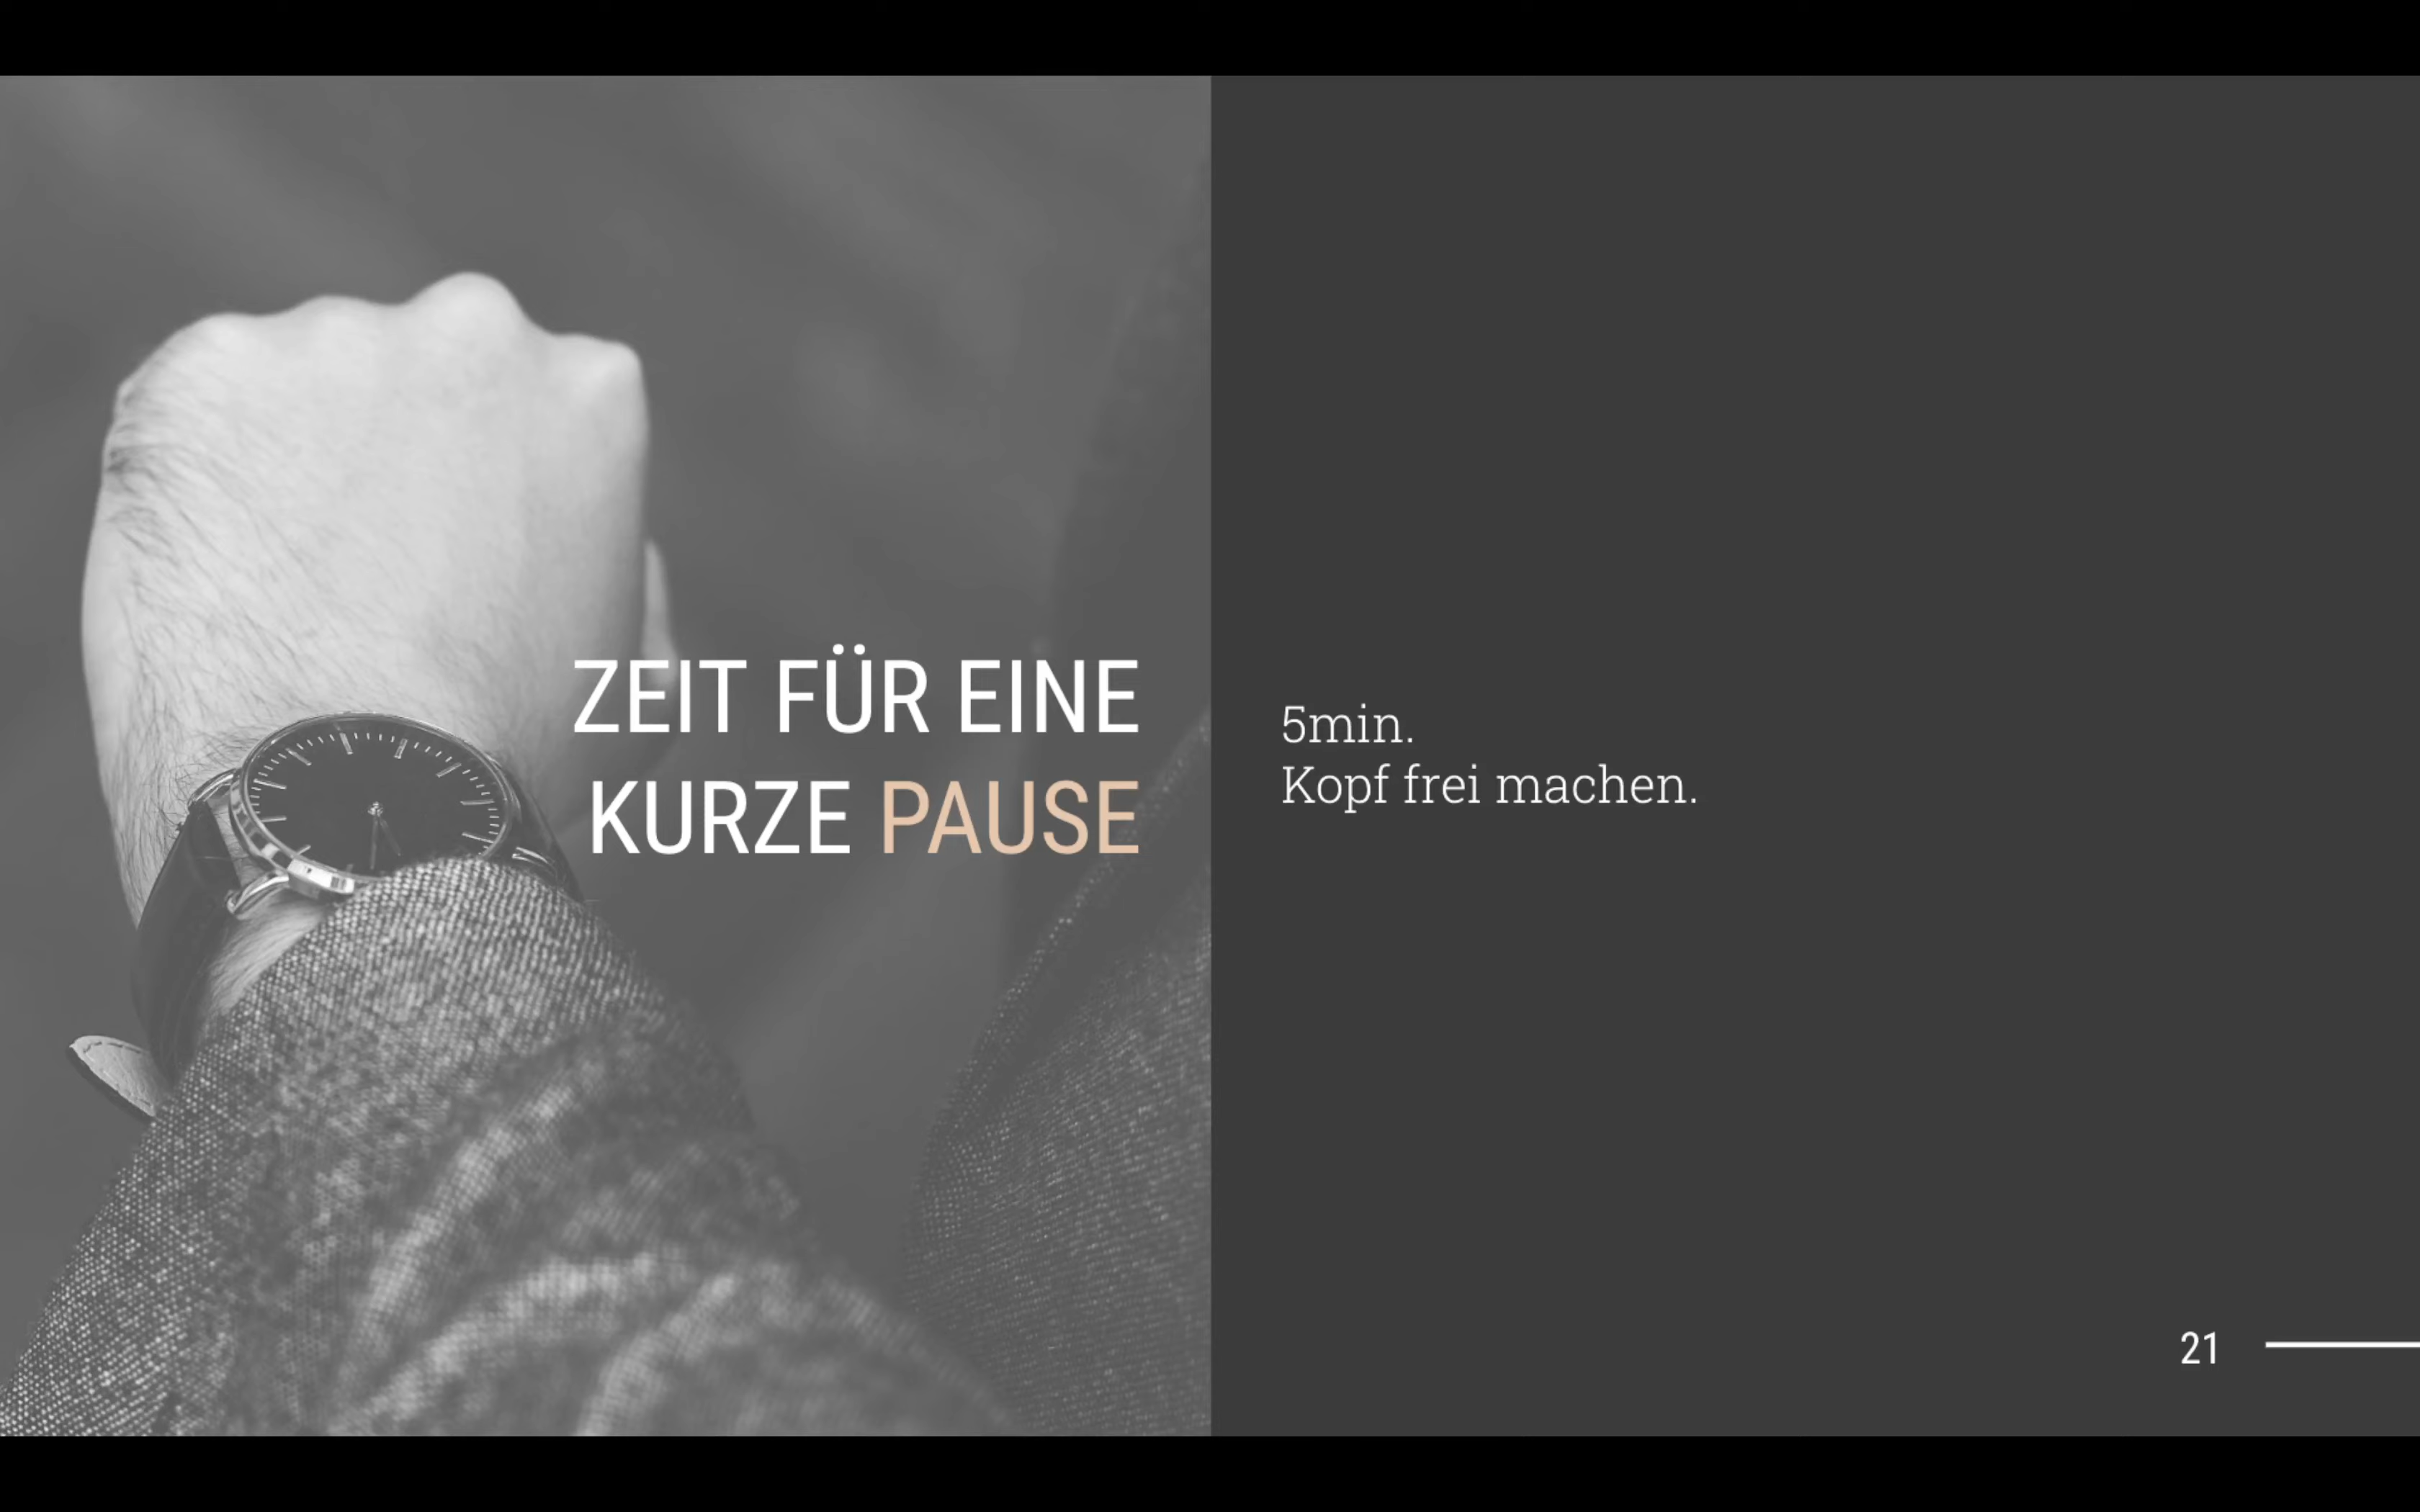 ZEIT FÜR EINE
KURZE PAUSE
5min.
Kopf frei machen.
21